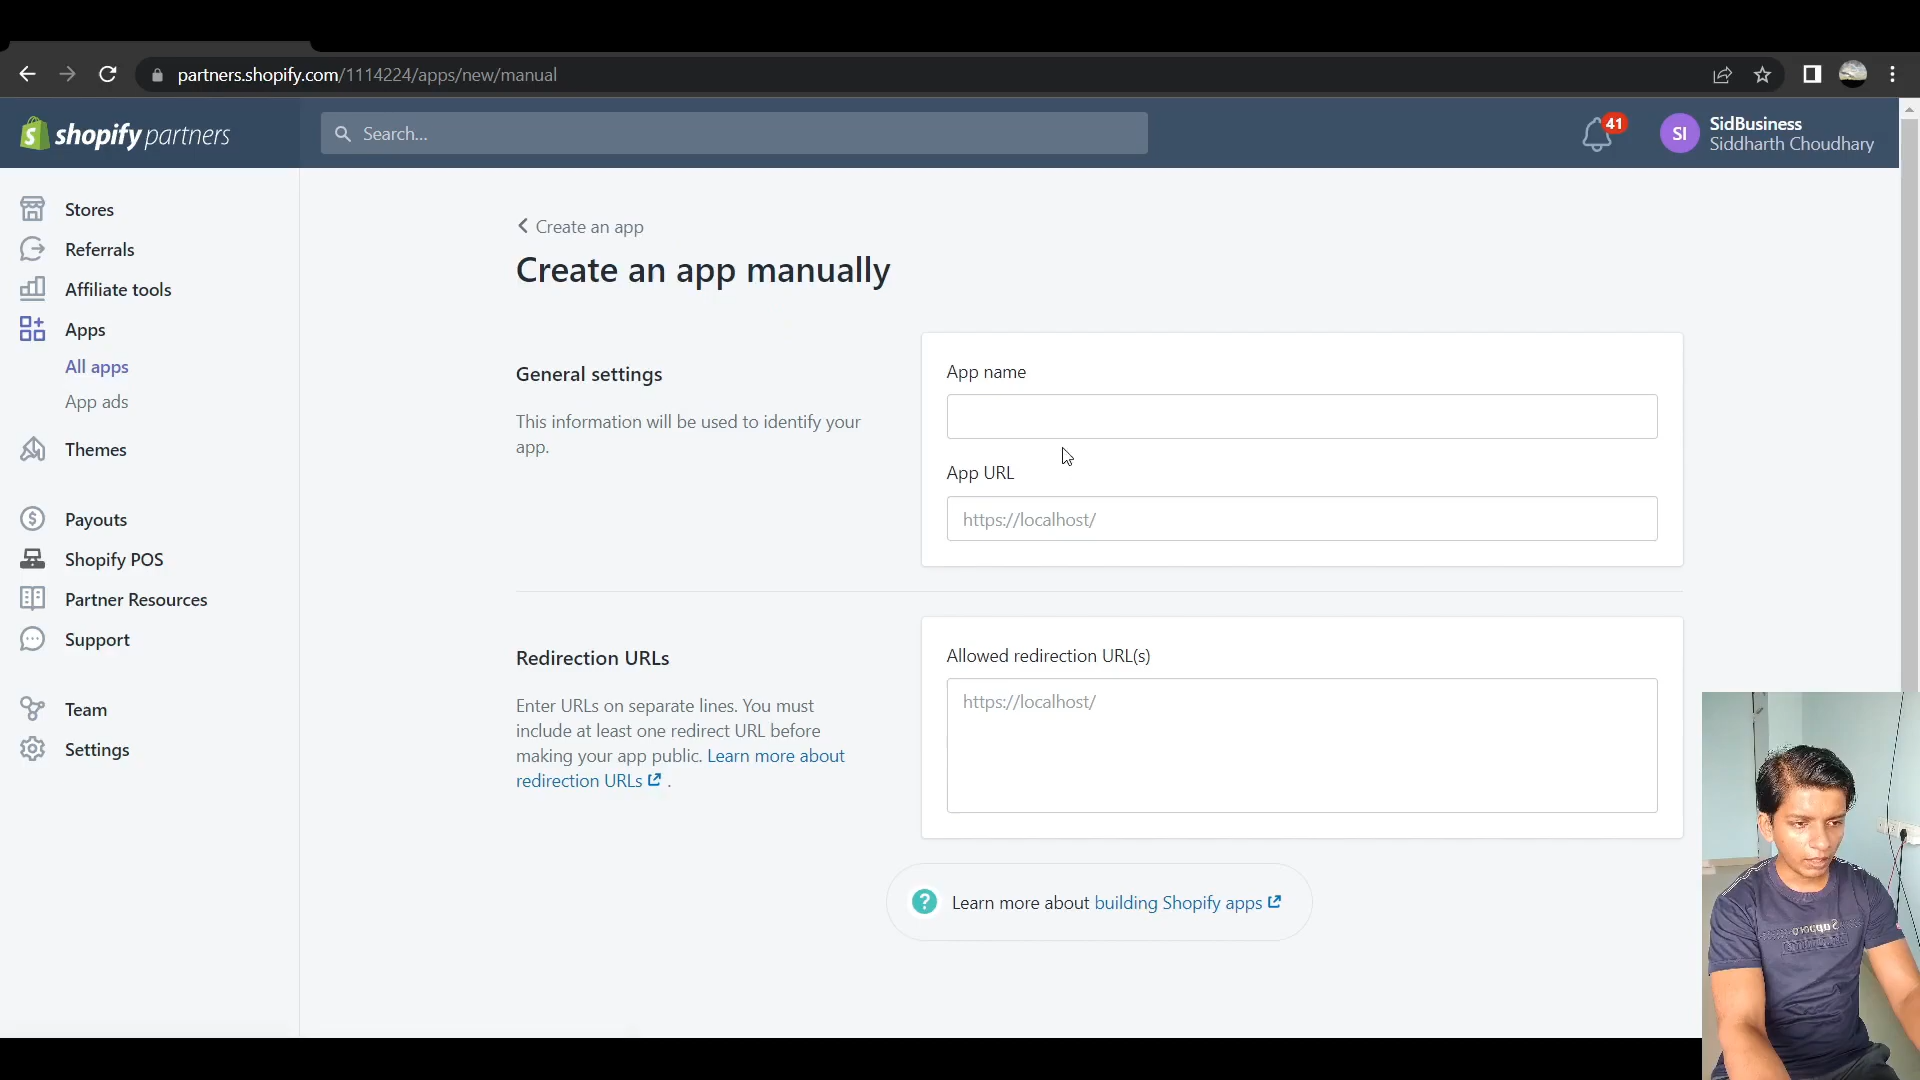 partners.shopify.com/1114224/apps/new/manual
shopify partners
Search...
41
SI
SidBusiness
Siddharth Choudhary
Stores
Referrals
Affiliate tools
Apps
All apps
App ads
Themes
Payouts
Shopify POS
Partner Resources
Support
Team
Settings
Create an app
Create an app manually
General settings
This information will be used to identify your
app.
App name
App URL
https://localhost/
Redirection URLs
Enter URLs on separate lines. You must
include at least one redirect URL before
making your app public. Learn more about
redirection URLs .
Allowed redirection URL(s)
https://localhost/
? Learn more about building Shopify apps